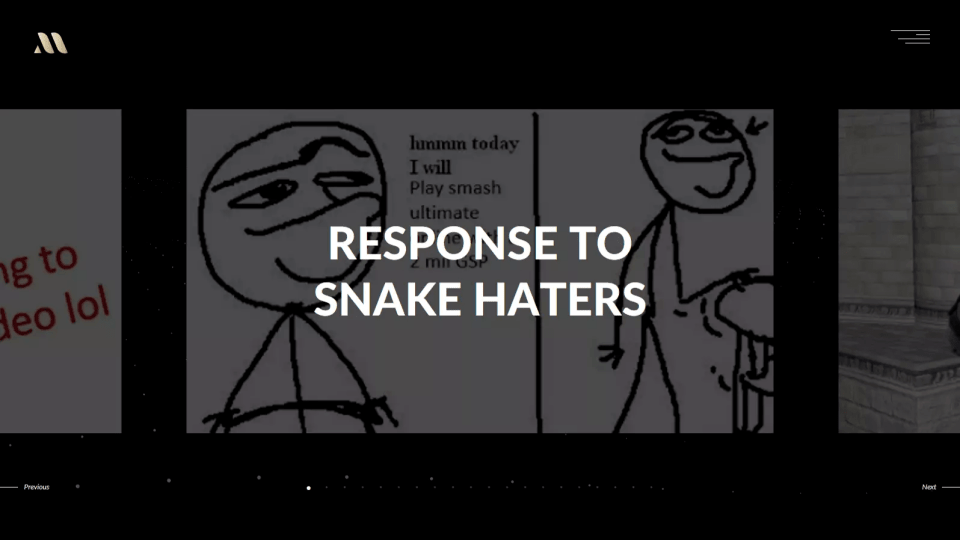 ng to
deo lol
hmmm today
I will
Play smash
ultimate
2 mil GSP
RESPONSE TO
SNAKE HATERS
Previous
Next